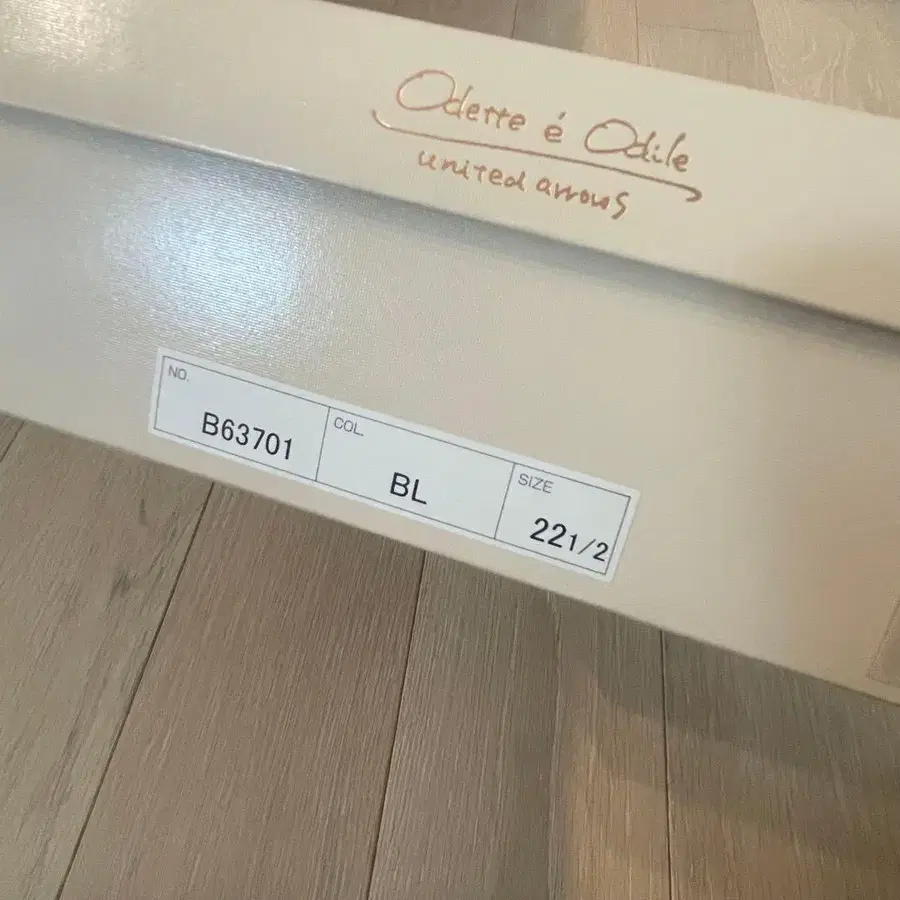 Odette é Odile
united arrows
NO.
B63701
COL.
BL
SIZE
22 1/2